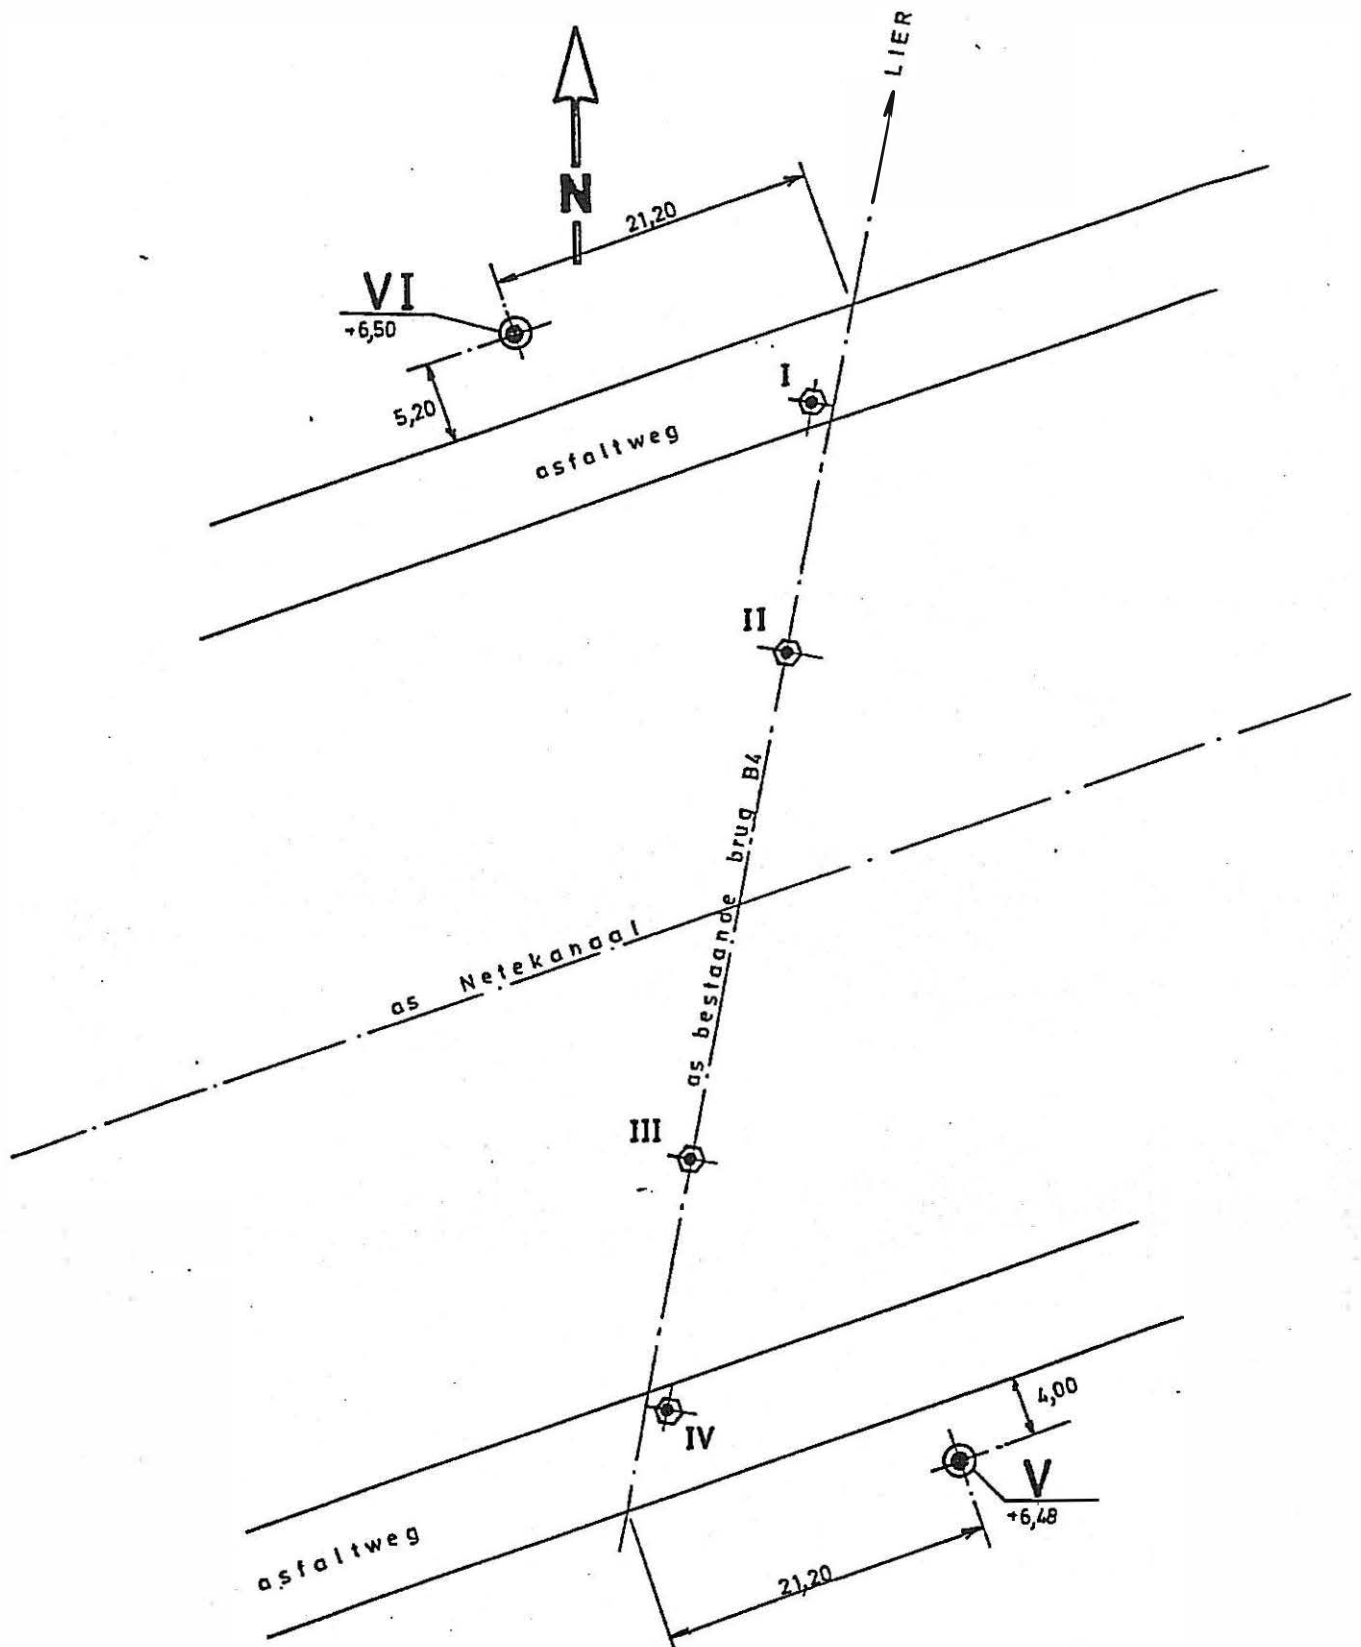 LIER
N
21,20
VI
+6,50
I
5,20
asfaltweg
II
as bestaande brug B4
as Netekanaal
III
IV
4,00
V
+6,48
asfaltweg
21,20